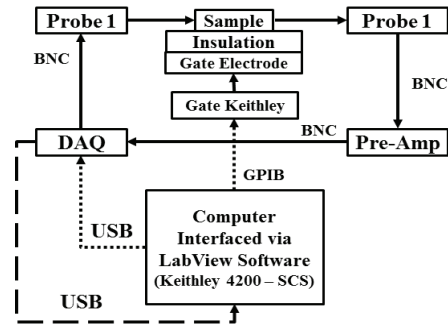 Probe 1
Sample
Probe 1
Insulation
Gate Electrode
BNC
BNC
Gate Keithley
BNC
DAQ
Pre-Amp
GPIB
USB
Computer
Interfaced via
LabView Software
(Keithley 4200 – SCS)
USB